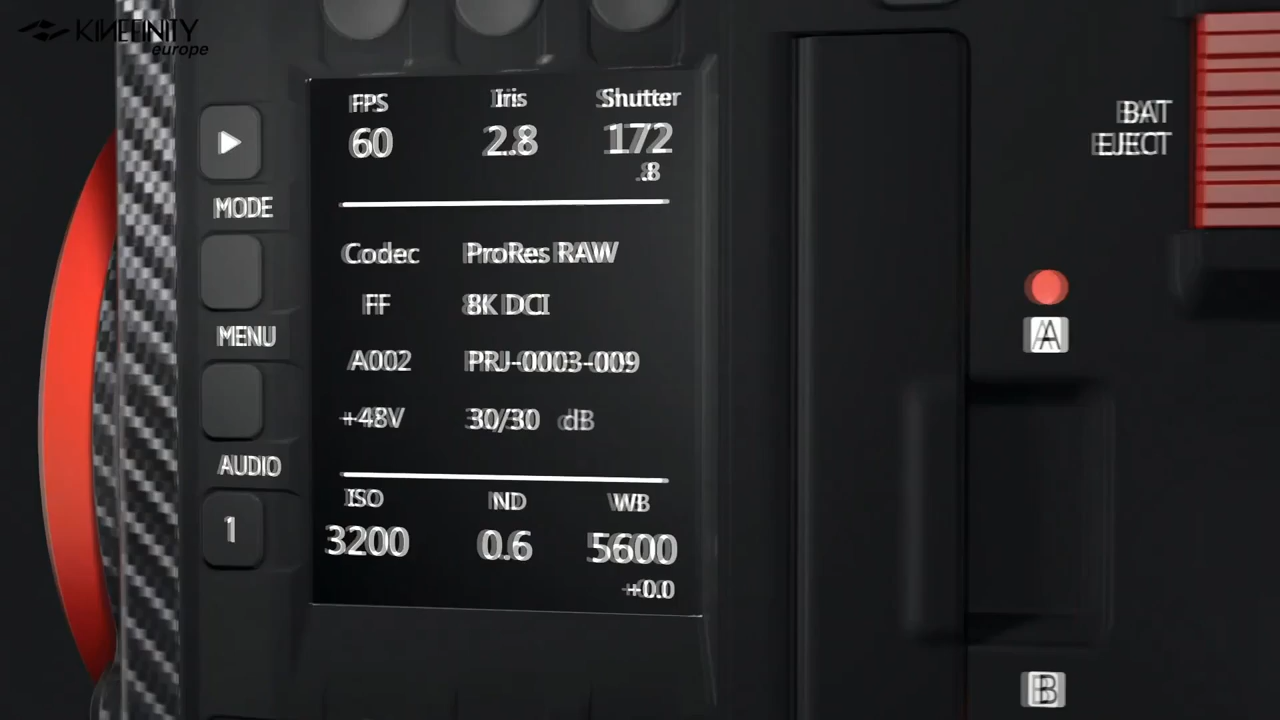 KINEFINITY
europe
FPS Iris Shutter
60 2.8 172
.8
Codec ProRes RAW
FF 8K DCI
A002 PRJ-0003-009
+48V 30/30 dB
ISO ND WB
3200 0.6 5600
+0.0
MODE
MENU
AUDIO
1
BAT
EJECT
A
B